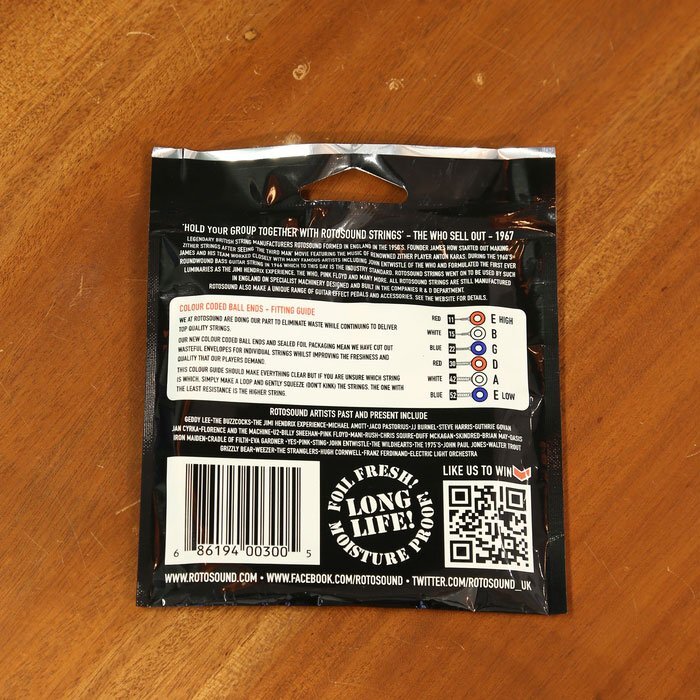 'HOLD YOUR GROUP TOGETHER WITH ROTOSOUND STRINGS' - THE WHO SELL OUT - 1967
LEGENDARY BRITISH STRING MANUFACTURERS ROTOSOUND FORMED IN ENGLAND IN THE 1950'S. FOUNDER JAMES HOW STARTED OUT MAKING
ZITHER STRINGS AFTER SEEING 'THE THIRD MAN' MOVIE FEATURING THE MUSIC OF RENOWNED ZITHER PLAYER ANTON KARAS. DURING THE 1960'S
JAMES AND HIS TEAM WORKED CLOSELY WITH MANY FAMOUS ARTISTS INCLUDING JOHN ENTWISTLE OF THE WHO AND FORMULATED THE FIRST EVER
ROUNDWOUND BASS GUITAR STRING IN 1966 WHICH TO THIS DAY IS THE INDUSTRY STANDARD. ROTOSOUND STRINGS WENT ON TO BE USED BY SUCH
LUMINARIES AS THE JIMI HENDRIX EXPERIENCE, THE WHO, PINK FLOYD AND MANY MORE. ALL ROTOSOUND STRINGS ARE STILL MANUFACTURED
IN ENGLAND ON SPECIALIST MACHINERY DESIGNED AND BUILT IN THE COMPANIES R & D DEPARTMENT.
ROTOSOUND ALSO MAKE A UNIQUE RANGE OF GUITAR EFFECT PEDALS AND ACCESSORIES. SEE THE WEBSITE FOR DETAILS.
COLOUR CODED BALL ENDS - FITTING GUIDE
WE AT ROTOSOUND ARE DOING OUR PART TO ELIMINATE WASTE WHILE CONTINUING TO DELIVER
TOP QUALITY STRINGS.
OUR NEW COLOUR CODED BALL ENDS AND SEALED FOIL PACKAGING MEAN WE HAVE CUT OUT
WASTEFUL ENVELOPES FOR INDIVIDUAL STRINGS WHILST IMPROVING THE FRESHNESS AND
QUALITY THAT OUR PLAYERS DEMAND.
THIS COLOUR GUIDE SHOULD MAKE EVERYTHING CLEAR BUT IF YOU ARE UNSURE WHICH STRING
IS WHICH, SIMPLY MAKE A LOOP AND GENTLY SQUEEZE (DON'T KINK) THE STRINGS. THE ONE WITH
THE LEAST RESISTANCE IS THE HIGHER STRING.
RED 11 E HIGH
WHITE 15 B
BLUE 22 G
RED 30 D
WHITE 42 A
BLUE 52 E LOW
ROTOSOUND ARTISTS PAST AND PRESENT INCLUDE
GEDDY LEE•THE BUZZCOCKS•THE JIMI HENDRIX EXPERIENCE•MICHAEL AMOTT•JACO PASTORIUS•JJ BURNEL•STEVE HARRIS•GUTHRIE GOVAN
JAN CYRKA•FLORENCE AND THE MACHINE•U2•BILLY SHEEHAN•PINK FLOYD•MANI•RUSH•CHRIS SQUIRE•DUFF MCKAGAN•SKINDRED•BRIAN MAY•OASIS
IRON MAIDEN•CRADLE OF FILTH•EVA GARDNER•YES•PINK•STING•JOHN ENTWISTLE•THE WILDHEARTS•THE 1975'S•JOHN PAUL JONES•WALTER TROUT
GRIZZLY BEAR•WEEZER•THE STRANGLERS•HUGH CORNWELL•FRANZ FERDINAND•ELECTRIC LIGHT ORCHESTRA
6 86194 00300 5
FOIL FRESH!
LONG
LIFE!
MOISTURE PROOF!
LIKE US TO WIN
WWW.ROTOSOUND.COM • WWW.FACEBOOK.COM/ROTOSOUND • TWITTER.COM/ROTOSOUND_UK